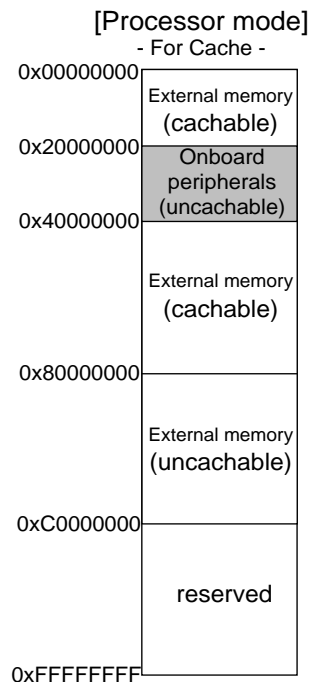 [Processor mode]
- For Cache -
0x00000000
External memory
(cachable)
0x20000000
Onboard
peripherals
(uncachable)
0x40000000
External memory
(cachable)
0x80000000
External memory
(uncachable)
0xC0000000
reserved
0xFFFFFFFF